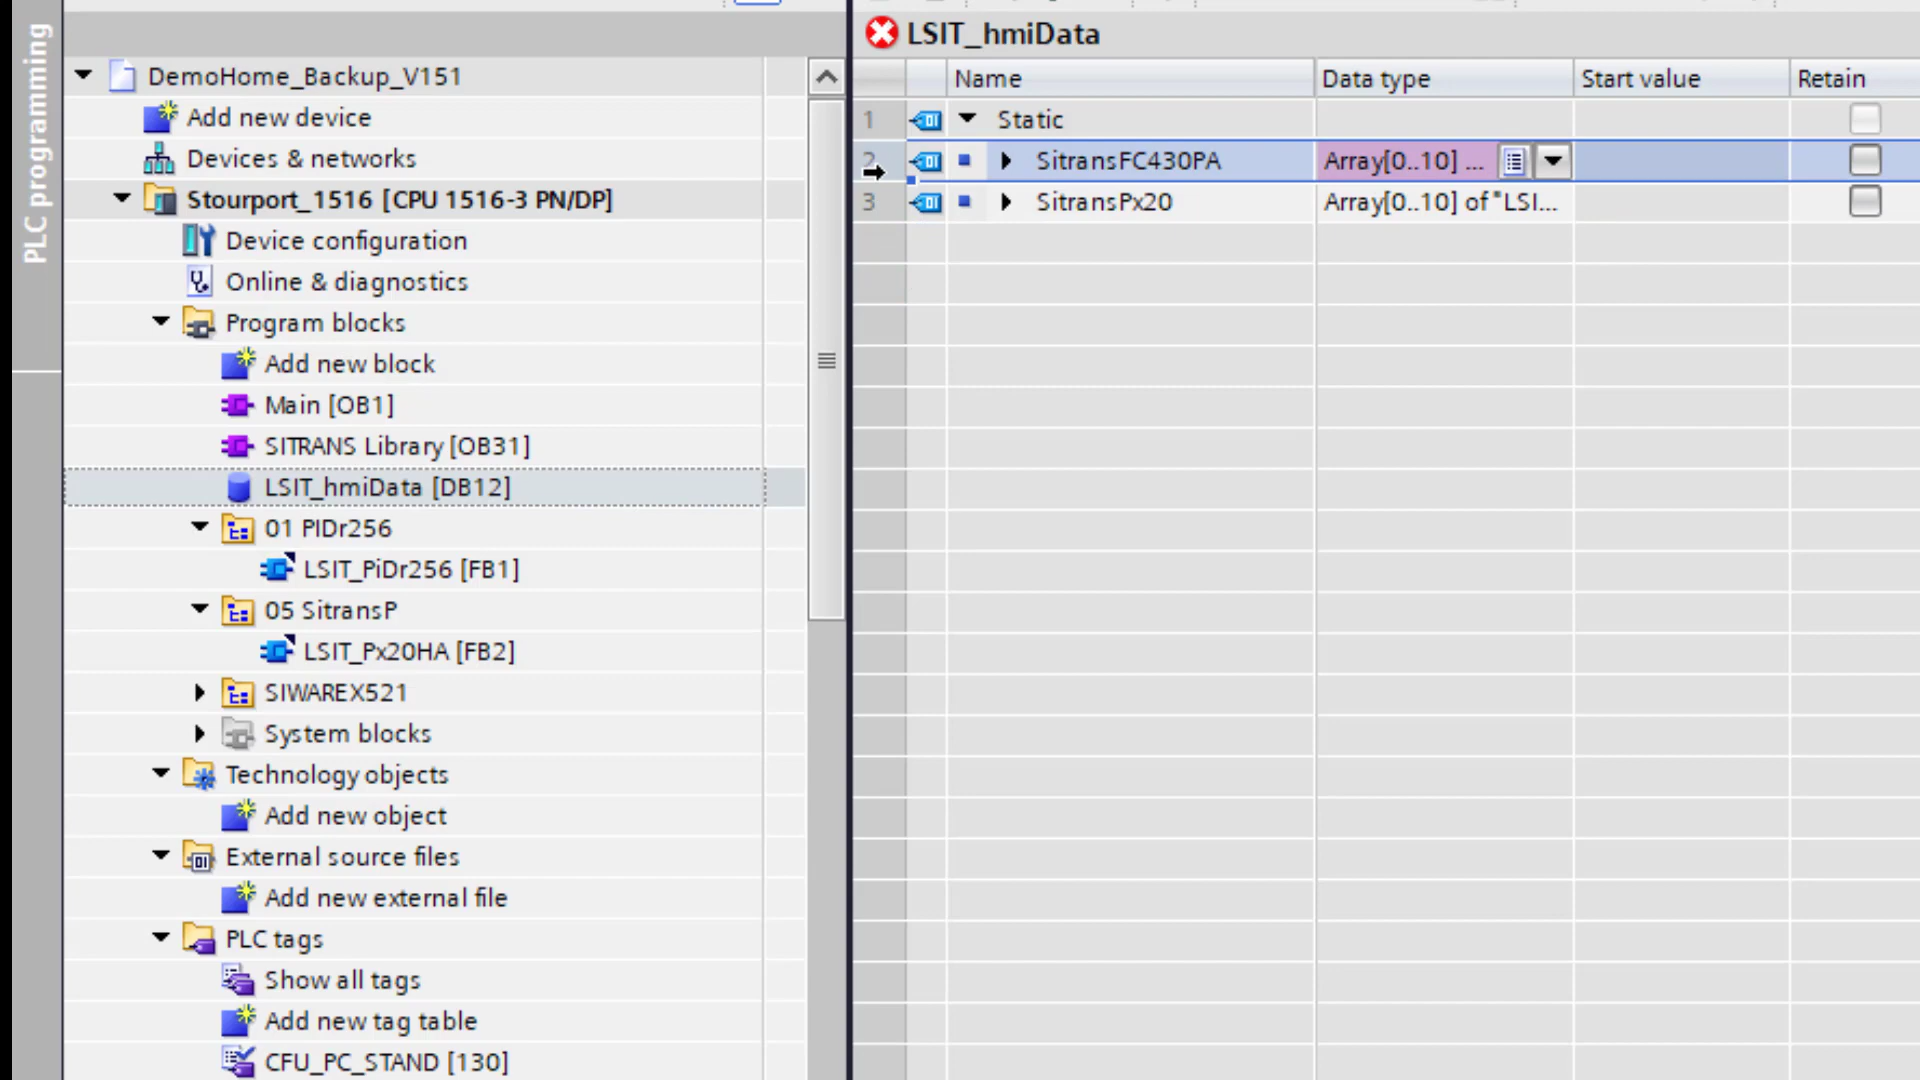 PLC programming
DemoHome_Backup_V151
Add new device
Devices & networks
Stourport_1516 [CPU 1516-3 PN/DP]
Device configuration
Online & diagnostics
Program blocks
Add new block
Main [OB1]
SITRANS Library [OB31]
LSIT_hmiData [DB12]
01 PIDr256
LSIT_PiDr256 [FB1]
05 SitransP
LSIT_Px20HA [FB2]
SIWAREX521
System blocks
Technology objects
Add new object
External source files
Add new external file
PLC tags
Show all tags
Add new tag table
CFU_PC_STAND [130]
LSIT_hmiData
Name Data type Start value Retain
1 Static
2 SitransFC430PA Array[0..10] ...
3 SitransPx20 Array[0..10] of "LSI...